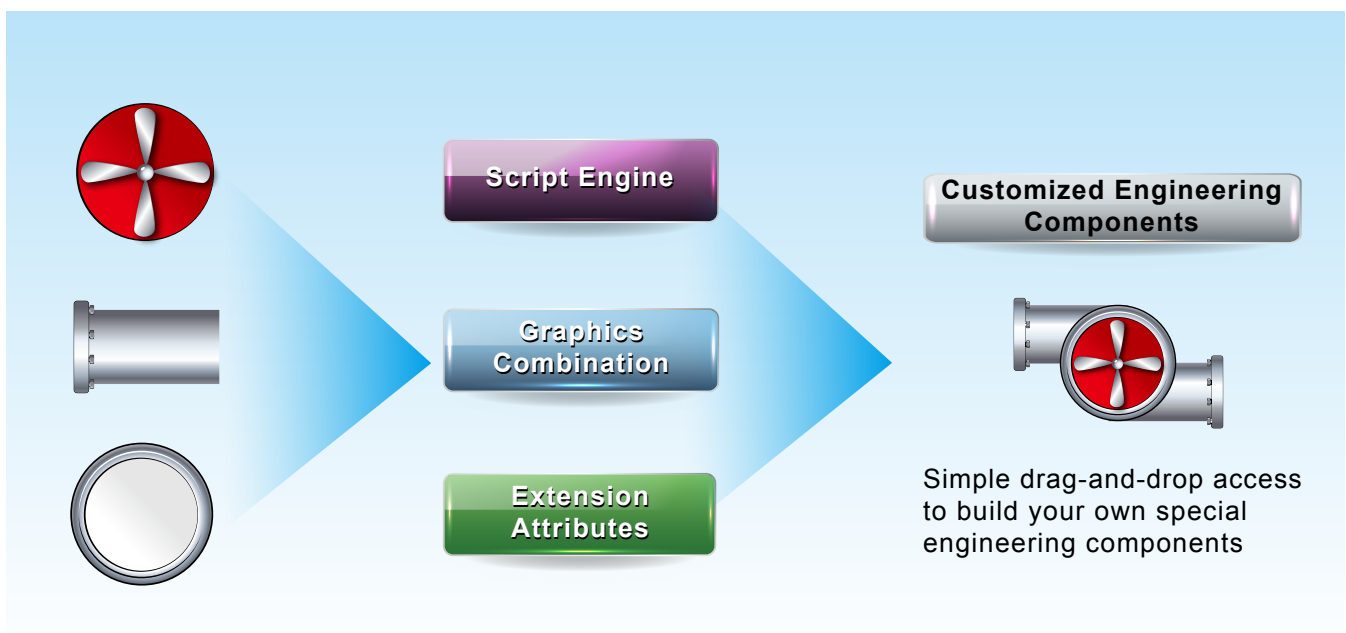 Script Engine
Graphics
Combination
Extension
Attributes
Customized Engineering
Components
Simple drag-and-drop access
to build your own special
engineering components